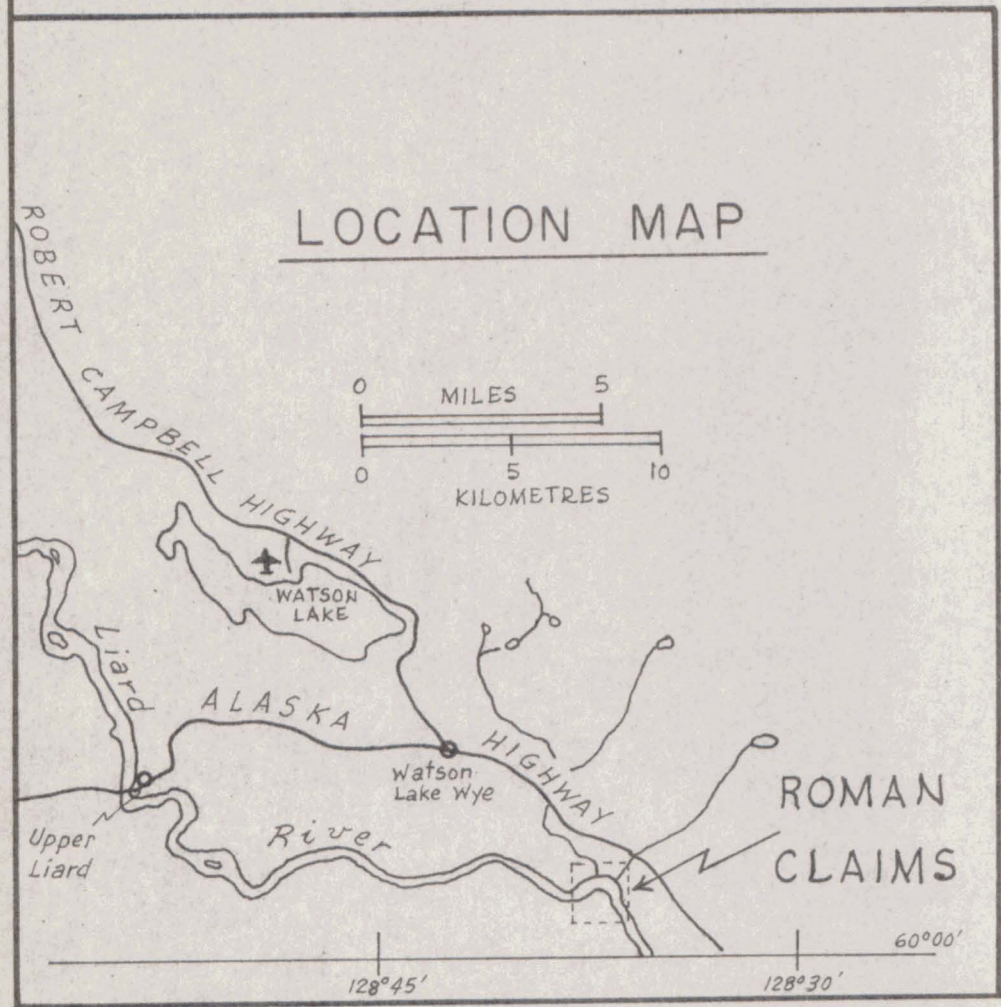 LOCATION MAP
ROBERT CAMPBELL HIGHWAY
0 5
MILES
0 5 10
KILOMETRES
WATSON
LAKE
Liard
ALASKA HIGHWAY
Watson
Lake Wye
Upper
Liard
River
ROMAN
CLAIMS
60°00'
128°45' 128°30'